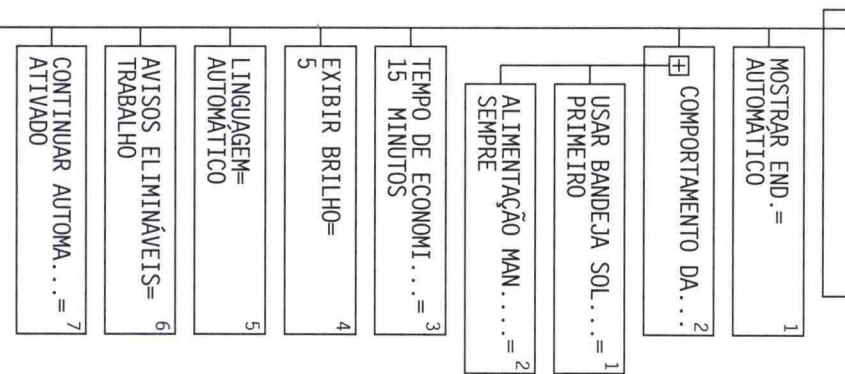 MOSTRAR END.=
AUTOMÁTICO
1
+ COMPORTAMENTO DA...
2
USAR BANDEJA SOL...=
PRIMEIRO
1
ALIMENTAÇÃO MAN....=
SEMPRE
2
TEMPO DE ECONOMI...=
15 MINUTOS
3
EXIBIR BRILHO=
5
4
LINGUAGEM=
AUTOMÁTICO
5
AVISOS ELIMINÁVEIS=
TRABALHO
6
CONTINUAR AUTOMA...=
ATIVADO
7